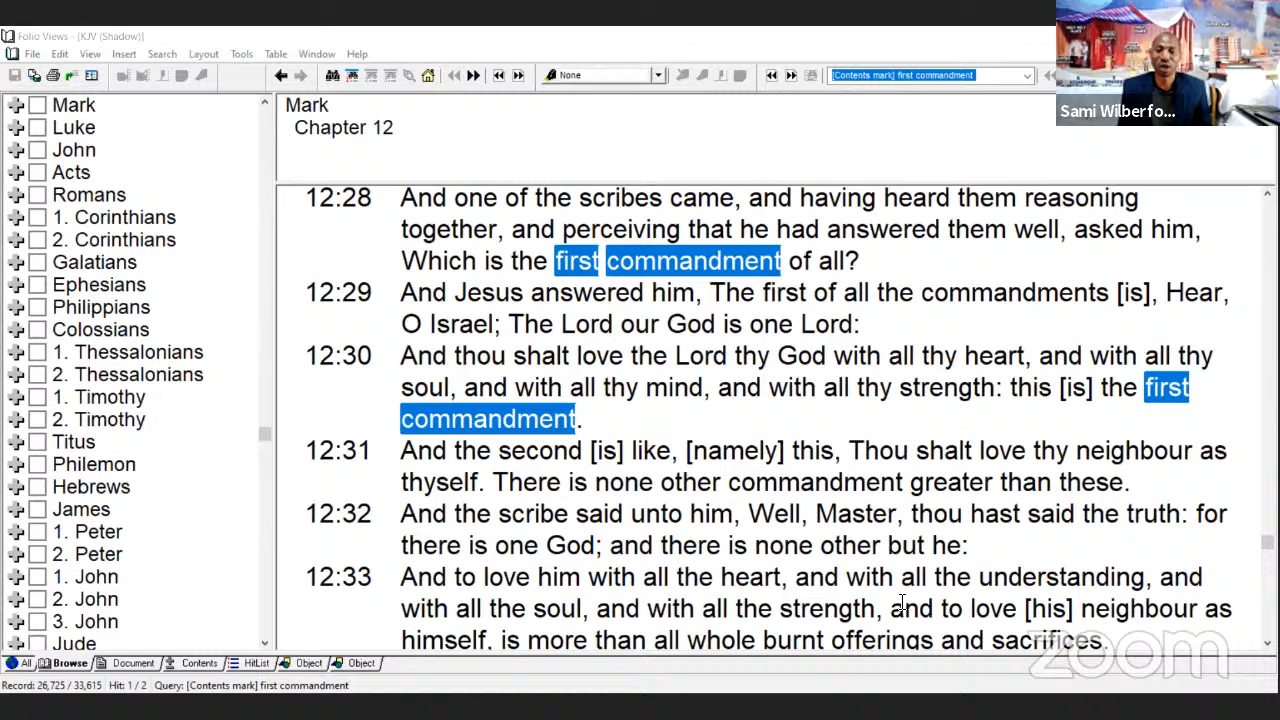 Folio Views - [KJV (Shadow)]
File Edit View Insert Search Layout Tools Table Window Help
None
[Contents mark] first commandment
Sami Wilberfo...
Mark
Luke
John
Acts
Romans
1. Corinthians
2. Corinthians
Galatians
Ephesians
Philippians
Colossians
1. Thessalonians
2. Thessalonians
1. Timothy
2. Timothy
Titus
Philemon
Hebrews
James
1. Peter
2. Peter
1. John
2. John
3. John
Jude
Mark
Chapter 12
12:28 And one of the scribes came, and having heard them reasoning
together, and perceiving that he had answered them well, asked him,
Which is the first commandment of all?
12:29 And Jesus answered him, The first of all the commandments [is], Hear,
O Israel; The Lord our God is one Lord:
12:30 And thou shalt love the Lord thy God with all thy heart, and with all thy
soul, and with all thy mind, and with all thy strength: this [is] the first
commandment.
12:31 And the second [is] like, [namely] this, Thou shalt love thy neighbour as
thyself. There is none other commandment greater than these.
12:32 And the scribe said unto him, Well, Master, thou hast said the truth: for
there is one God; and there is none other but he:
12:33 And to love him with all the heart, and with all the understanding, and
with all the soul, and with all the strength, and to love [his] neighbour as
himself, is more than all whole burnt offerings and sacrifices.
zoom
All Browse Document Contents HitList Object Object
Record: 26,725 / 33,615 Hit: 1 / 2 Query: [Contents mark] first commandment